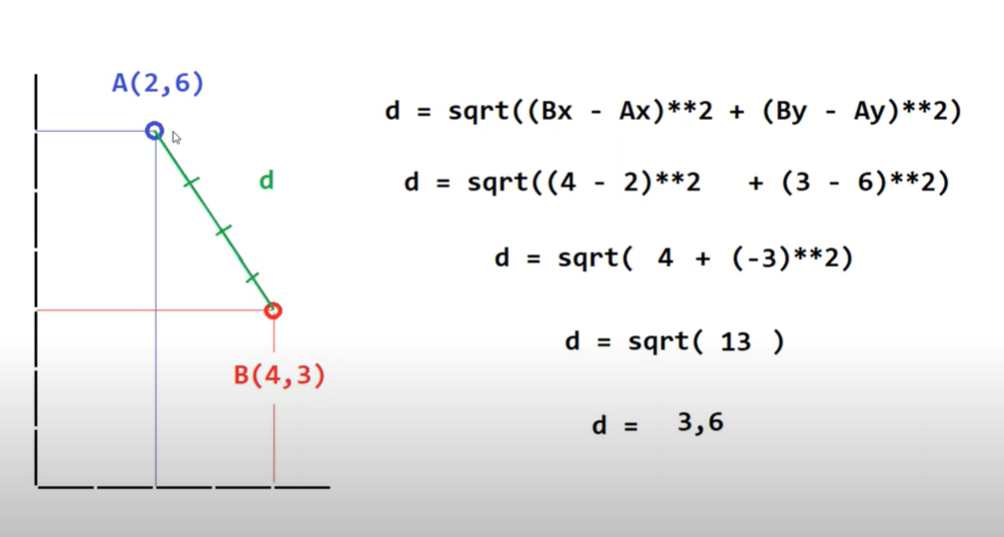 A(2,6)
d
B(4,3)
d = sqrt((Bx - Ax)**2 + (By - Ay)**2)
d = sqrt((4 - 2)**2 + (3 - 6)**2)
d = sqrt( 4 + (-3)**2)
d = sqrt( 13 )
d = 3,6